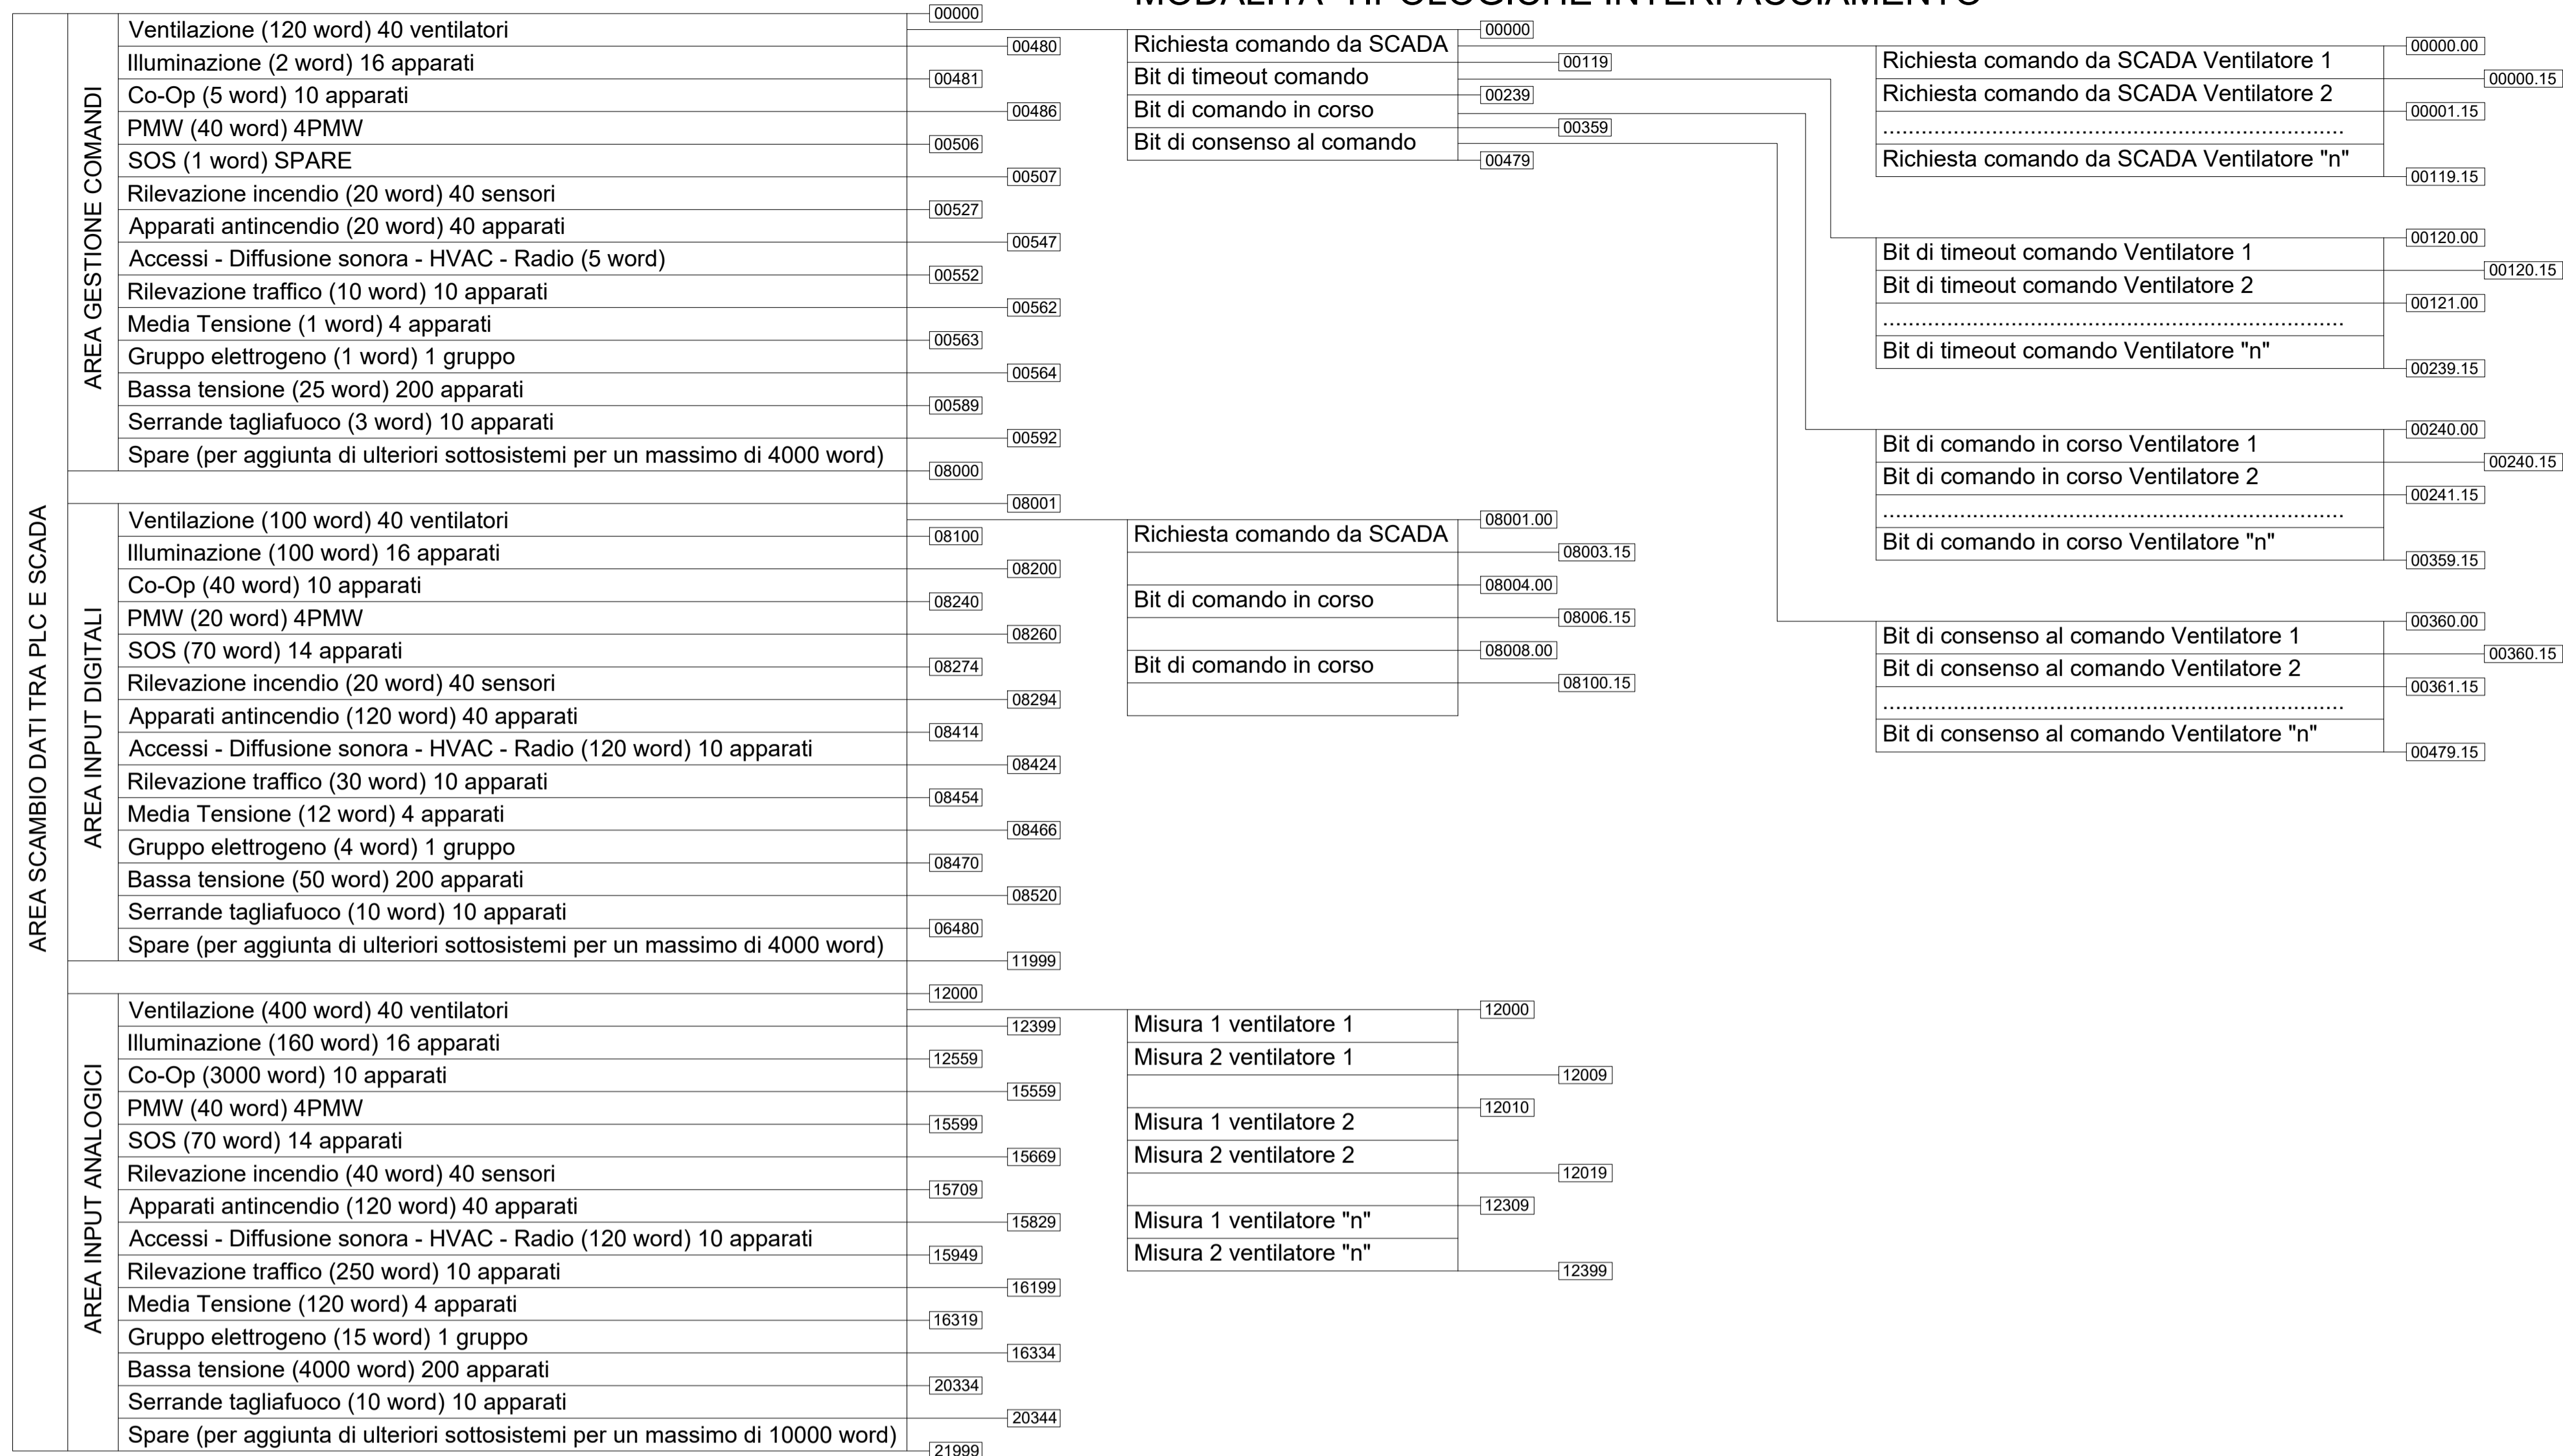 MODALITA' TIPOLOGICHE INTERFACCIAMENTO
AREA SCAMBIO DATI TRA PLC E SCADA
AREA GESTIONE COMANDI
00000
Ventilazione (120 word) 40 ventilatori
00480
Illuminazione (2 word) 16 apparati
00481
Co-Op (5 word) 10 apparati
00486
PMW (40 word) 4PMW
00506
SOS (1 word) SPARE
00507
Rilevazione incendio (20 word) 40 sensori
00527
Apparati antincendio (20 word) 40 apparati
00547
Accessi - Diffusione sonora - HVAC - Radio (5 word)
00552
Rilevazione traffico (10 word) 10 apparati
00562
Media Tensione (1 word) 4 apparati
00563
Gruppo elettrogeno (1 word) 1 gruppo
00564
Bassa tensione (25 word) 200 apparati
00589
Serrande tagliafuoco (3 word) 10 apparati
00592
Spare (per aggiunta di ulteriori sottosistemi per un massimo di 4000 word)
08000
AREA INPUT DIGITALI
08001
Ventilazione (100 word) 40 ventilatori
08100
Illuminazione (100 word) 16 apparati
08200
Co-Op (40 word) 10 apparati
08240
PMW (20 word) 4PMW
08260
SOS (70 word) 14 apparati
08274
Rilevazione incendio (20 word) 40 sensori
08294
Apparati antincendio (120 word) 40 apparati
08414
Accessi - Diffusione sonora - HVAC - Radio (120 word) 10 apparati
08424
Rilevazione traffico (30 word) 10 apparati
08454
Media Tensione (12 word) 4 apparati
08466
Gruppo elettrogeno (4 word) 1 gruppo
08470
Bassa tensione (50 word) 200 apparati
08520
Serrande tagliafuoco (10 word) 10 apparati
06480
Spare (per aggiunta di ulteriori sottosistemi per un massimo di 4000 word)
11999
AREA INPUT ANALOGICI
12000
Ventilazione (400 word) 40 ventilatori
12399
Illuminazione (160 word) 16 apparati
12559
Co-Op (3000 word) 10 apparati
15559
PMW (40 word) 4PMW
15599
SOS (70 word) 14 apparati
15669
Rilevazione incendio (40 word) 40 sensori
15709
Apparati antincendio (120 word) 40 apparati
15829
Accessi - Diffusione sonora - HVAC - Radio (120 word) 10 apparati
15949
Rilevazione traffico (250 word) 10 apparati
16199
Media Tensione (120 word) 4 apparati
16319
Gruppo elettrogeno (15 word) 1 gruppo
16334
Bassa tensione (4000 word) 200 apparati
20334
Serrande tagliafuoco (10 word) 10 apparati
20344
Spare (per aggiunta di ulteriori sottosistemi per un massimo di 10000 word)
21999
00000
Richiesta comando da SCADA
00119
Bit di timeout comando
00239
Bit di comando in corso
00359
Bit di consenso al comando
00479
08001.00
Richiesta comando da SCADA
08003.15
08004.00
Bit di comando in corso
08006.15
08008.00
Bit di comando in corso
08100.15
12000
Misura 1 ventilatore 1
Misura 2 ventilatore 1
12009
12010
Misura 1 ventilatore 2
Misura 2 ventilatore 2
12019
12309
Misura 1 ventilatore "n"
Misura 2 ventilatore "n"
12399
00000.00
Richiesta comando da SCADA Ventilatore 1
00000.15
Richiesta comando da SCADA Ventilatore 2
00001.15
......................................................................
Richiesta comando da SCADA Ventilatore "n"
00119.15
00120.00
Bit di timeout comando Ventilatore 1
00120.15
Bit di timeout comando Ventilatore 2
00121.00
......................................................................
Bit di timeout comando Ventilatore "n"
00239.15
00240.00
Bit di comando in corso Ventilatore 1
00240.15
Bit di comando in corso Ventilatore 2
00241.15
......................................................................
Bit di comando in corso Ventilatore "n"
00359.15
00360.00
Bit di consenso al comando Ventilatore 1
00360.15
Bit di consenso al comando Ventilatore 2
00361.15
......................................................................
Bit di consenso al comando Ventilatore "n"
00479.15